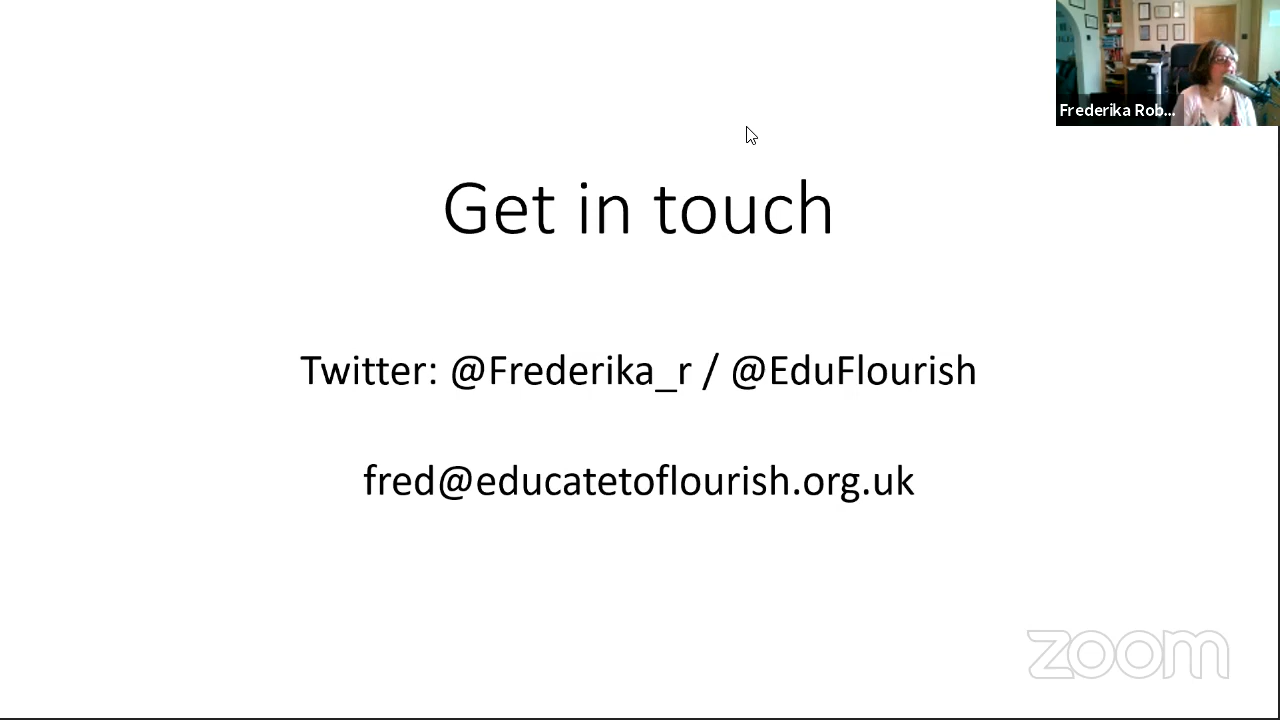 Frederika Rob...
Get in touch
Twitter: @Frederika_r / @EduFlourish
fred@educatetoflourish.org.uk
zoom